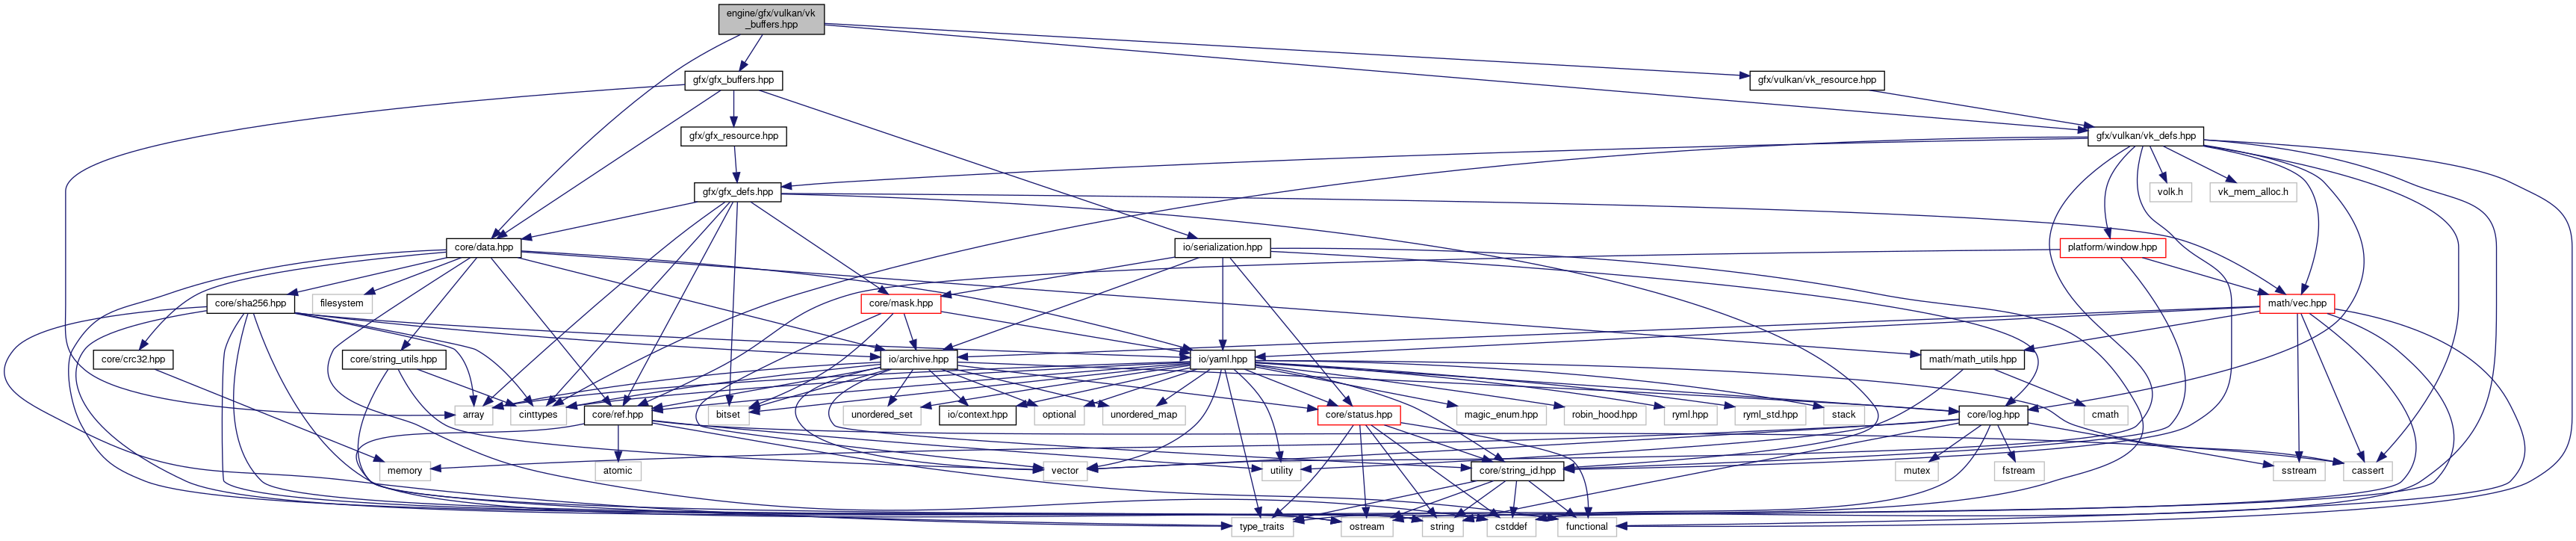 engine/gfx/vulkan/vk
_buffers.hpp
gfx/gfx_buffers.hpp
gfx/vulkan/vk_resource.hpp
gfx/gfx_resource.hpp
gfx/vulkan/vk_defs.hpp
gfx/gfx_defs.hpp
volk.h
vk_mem_alloc.h
core/data.hpp
io/serialization.hpp
platform/window.hpp
core/sha256.hpp
filesystem
core/mask.hpp
math/vec.hpp
core/crc32.hpp
core/string_utils.hpp
io/archive.hpp
io/yaml.hpp
math/math_utils.hpp
array
cinttypes
core/ref.hpp
bitset
unordered_set
io/context.hpp
optional
unordered_map
core/status.hpp
magic_enum.hpp
robin_hood.hpp
ryml.hpp
ryml_std.hpp
stack
core/log.hpp
cmath
memory
atomic
vector
utility
core/string_id.hpp
mutex
fstream
sstream
cassert
type_traits
ostream
string
cstddef
functional